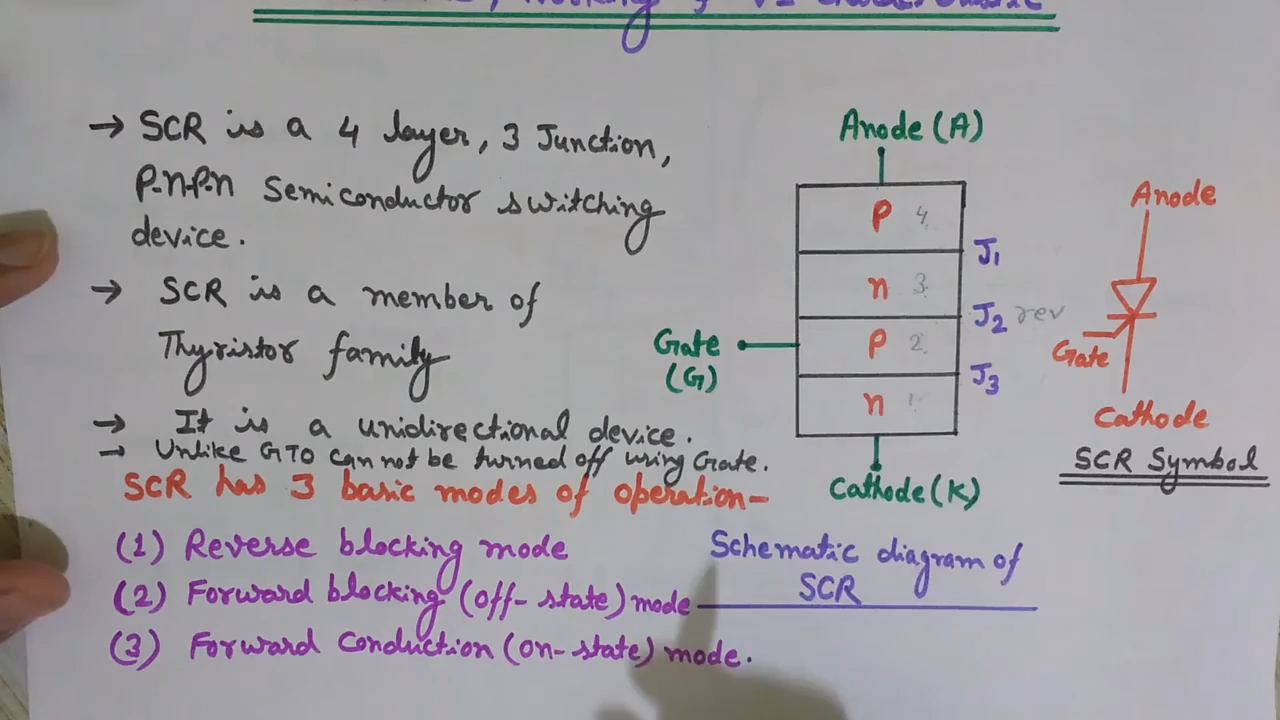 → SCR is a 4 layer, 3 Junction,
P-n-P-n Semiconductor switching
device.
→ SCR is a member of
Thyristor family
→ It is a unidirectional device.
→ Unlike GTO can not be turned off using Gate.
SCR has 3 basic modes of operation-
(1) Reverse blocking mode
(2) Forward blocking (off-state) mode
(3) Forward Conduction (on-state) mode.
Anode (A)
P 4
J1
n 3
J2 rev
Gate
(G)
P 2
J3
n 1
Cathode (K)
Schematic diagram of
SCR
Anode
Gate
Cathode
SCR Symbol